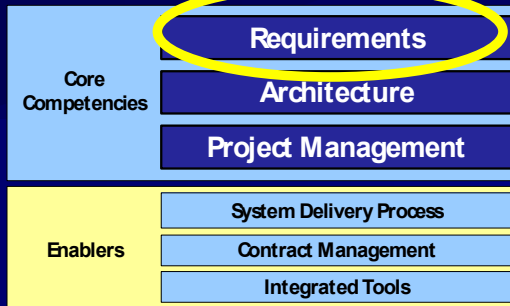 Requirements
Core
Competencies
Architecture
Project Management
System Delivery Process
Enablers
Contract Management
Integrated Tools